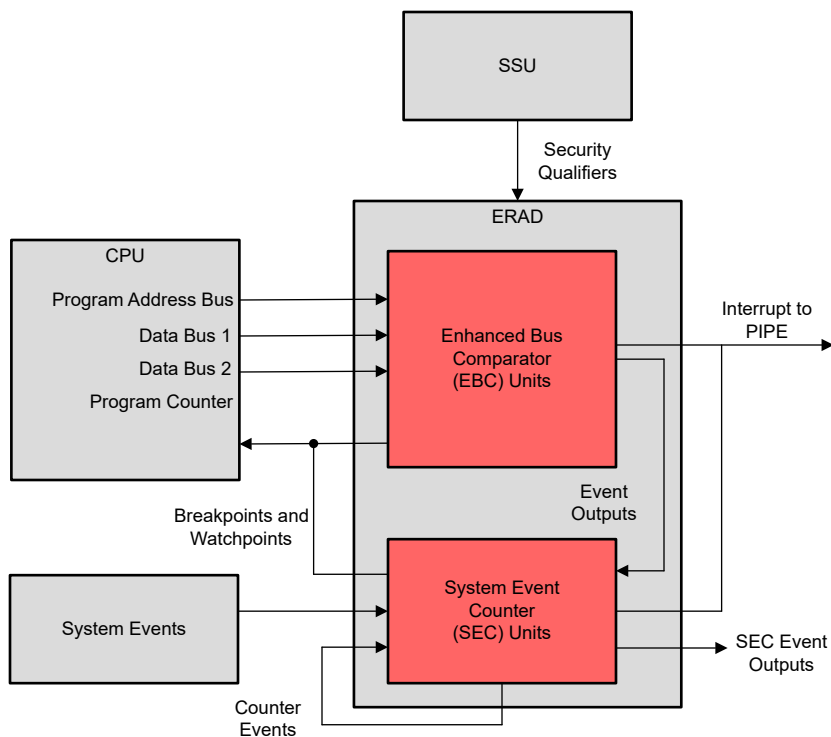 SSU
Security
Qualifiers
ERAD
CPU
Program Address Bus
Data Bus 1
Data Bus 2
Program Counter
Enhanced Bus
Comparator
(EBC) Units
Interrupt to
PIPE
Event
Outputs
Breakpoints and
Watchpoints
System Event
Counter
(SEC) Units
System Events
SEC Event
Outputs
Counter
Events